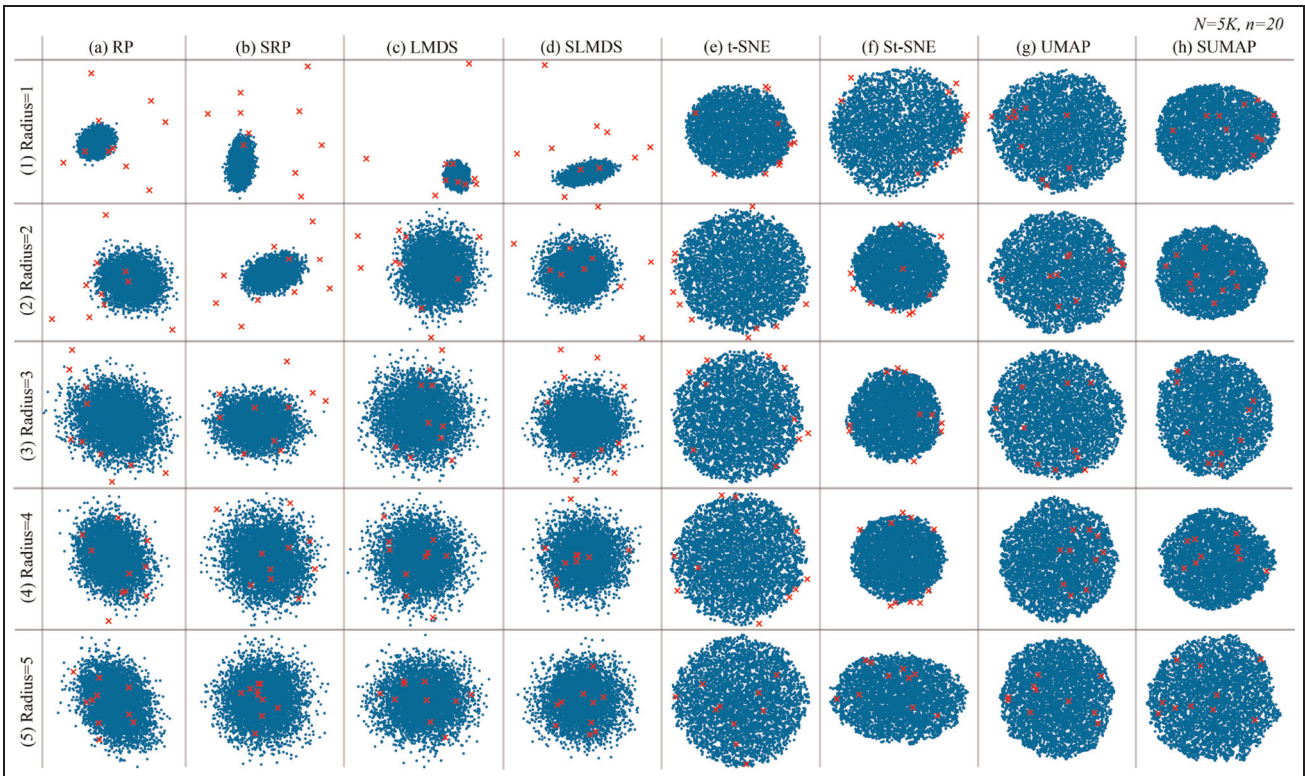 N=5K, n=20
(a) RP (b) SRP (c) LMDS (d) SLMDS (e) t-SNE (f) St-SNE (g) UMAP (h) SUMAP
(1) Radius=1
(2) Radius=2
(3) Radius=3
(4) Radius=4
(5) Radius=5